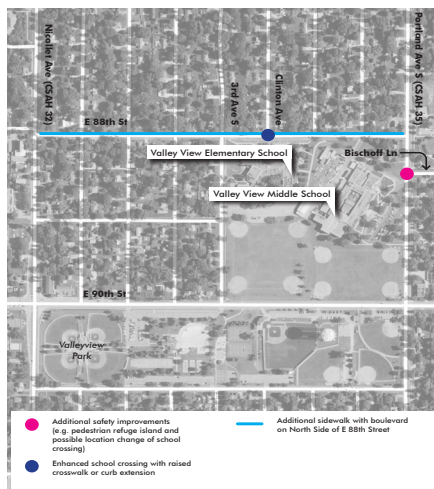 Nicollet Ave (CSAH 32)
3rd Ave S
Clinton Ave
Portland Ave S (CSAH 35)
E 88th St
Valley View Elementary School
Bischoff Ln
Valley View Middle School
E 90th St
Valleyview
Park
Additional safety improvements
(e.g. pedestrian refuge island and
possible location change of school
crossing)
Enhanced school crossing with raised
crosswalk or curb extension
Additional sidewalk with boulevard
on North Side of E 88th Street